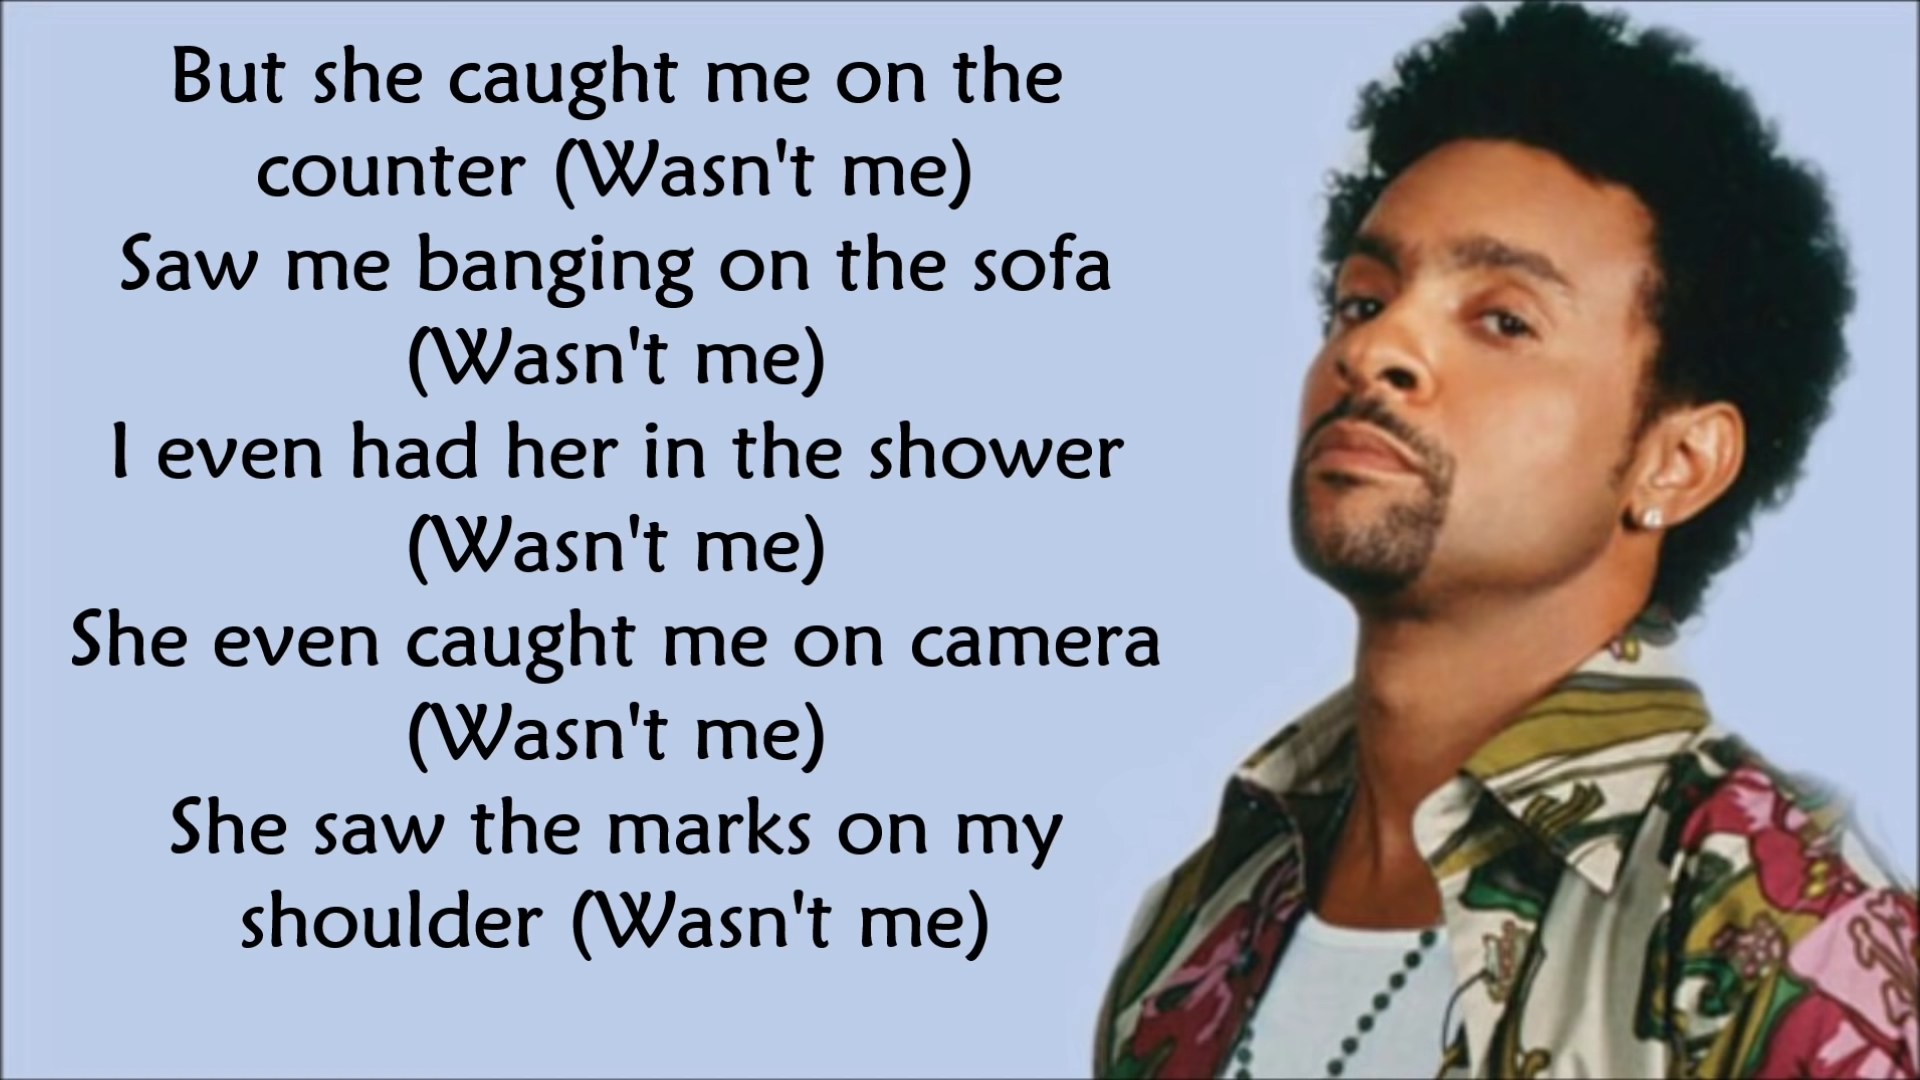 But she caught me on the
counter (Wasn't me)
Saw me banging on the sofa
(Wasn't me)
I even had her in the shower
(Wasn't me)
She even caught me on camera
(Wasn't me)
She saw the marks on my
shoulder (Wasn't me)